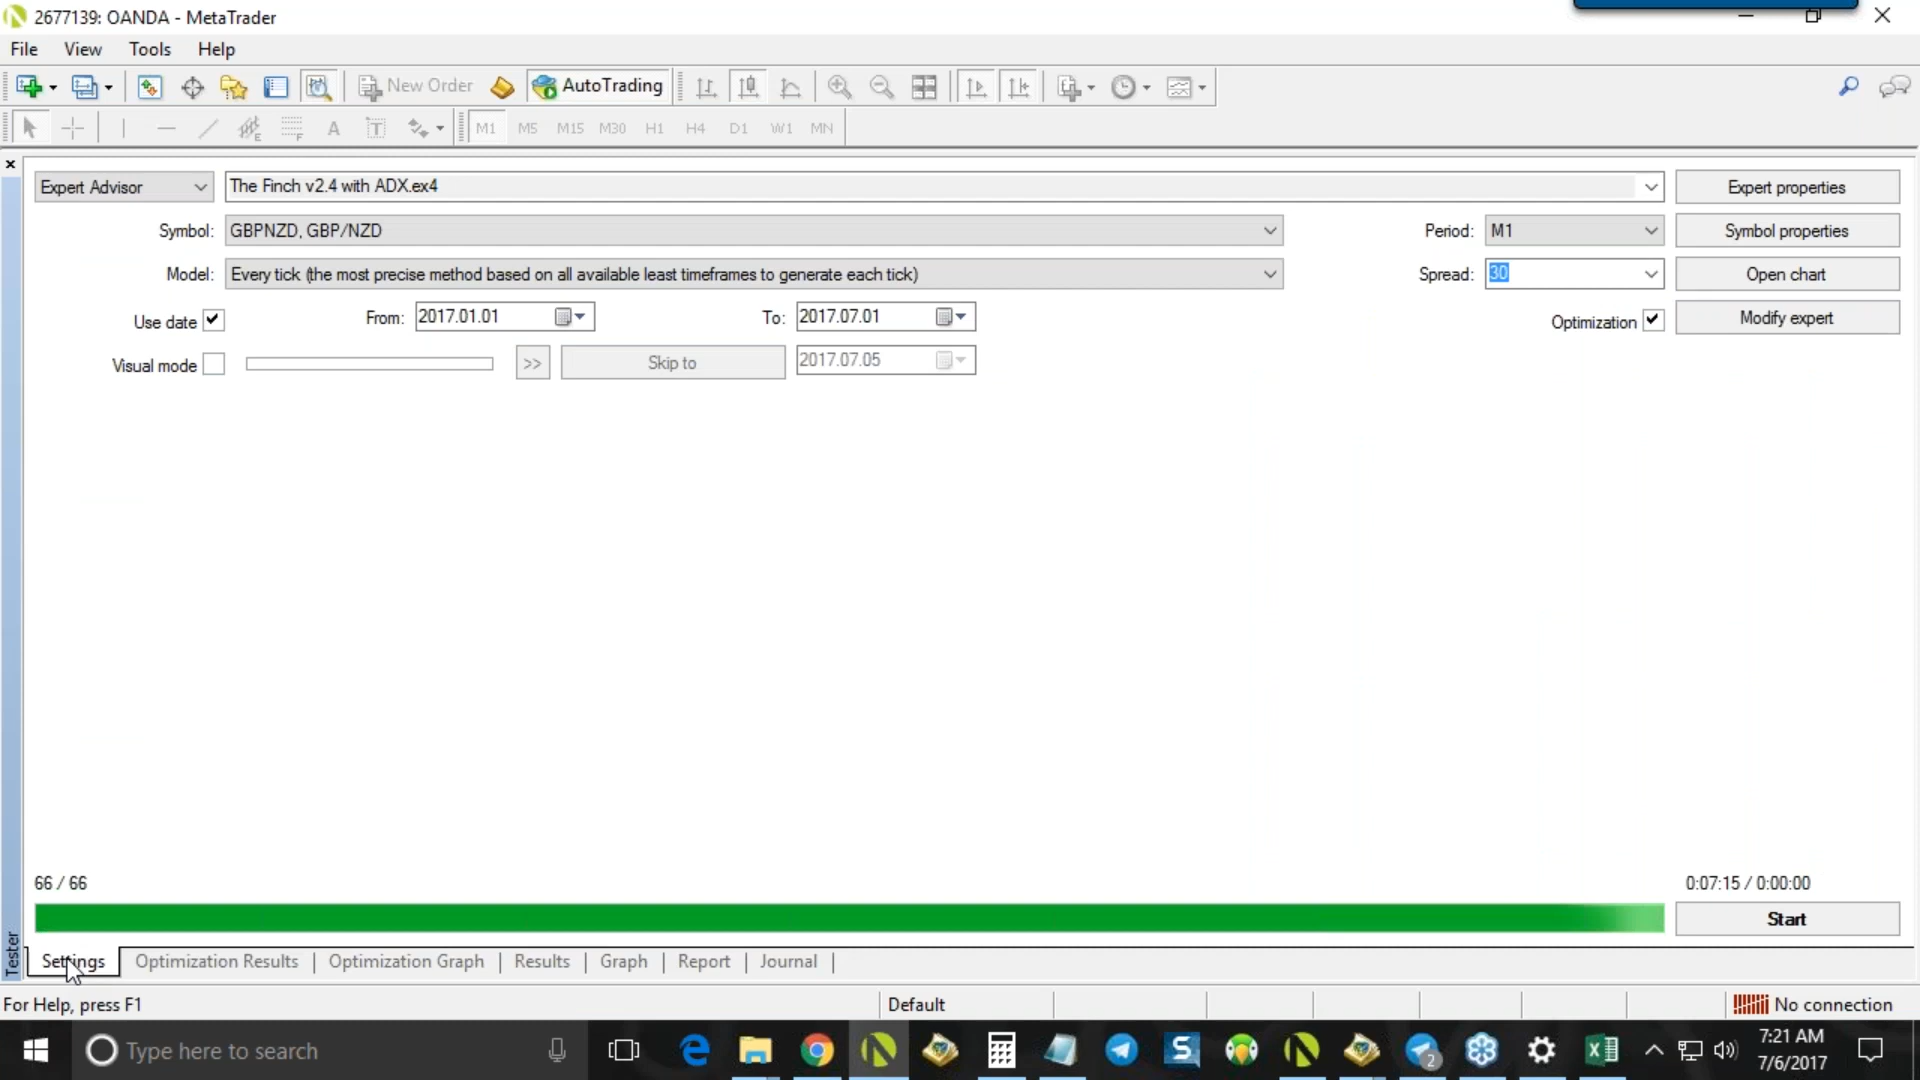 2677139: OANDA - MetaTrader
File View Tools Help
New Order AutoTrading
A T M1 M5 M15 M30 H1 H4 D1 W1 MN
Expert Advisor The Finch v2.4 with ADX.ex4 Expert properties
Symbol: GBPNZD, GBP/NZD Period: M1 Symbol properties
Model: Every tick (the most precise method based on all available least timeframes to generate each tick) Spread: 30 Open chart
Use date From: 2017.01.01 To: 2017.07.01 Optimization Modify expert
Visual mode >> Skip to 2017.07.05
66 / 66 0:07:15 / 0:00:00
Start
Tester
Settings Optimization Results Optimization Graph Results Graph Report Journal
For Help, press F1 Default No connection
Type here to search 2 7:21 AM
7/6/2017